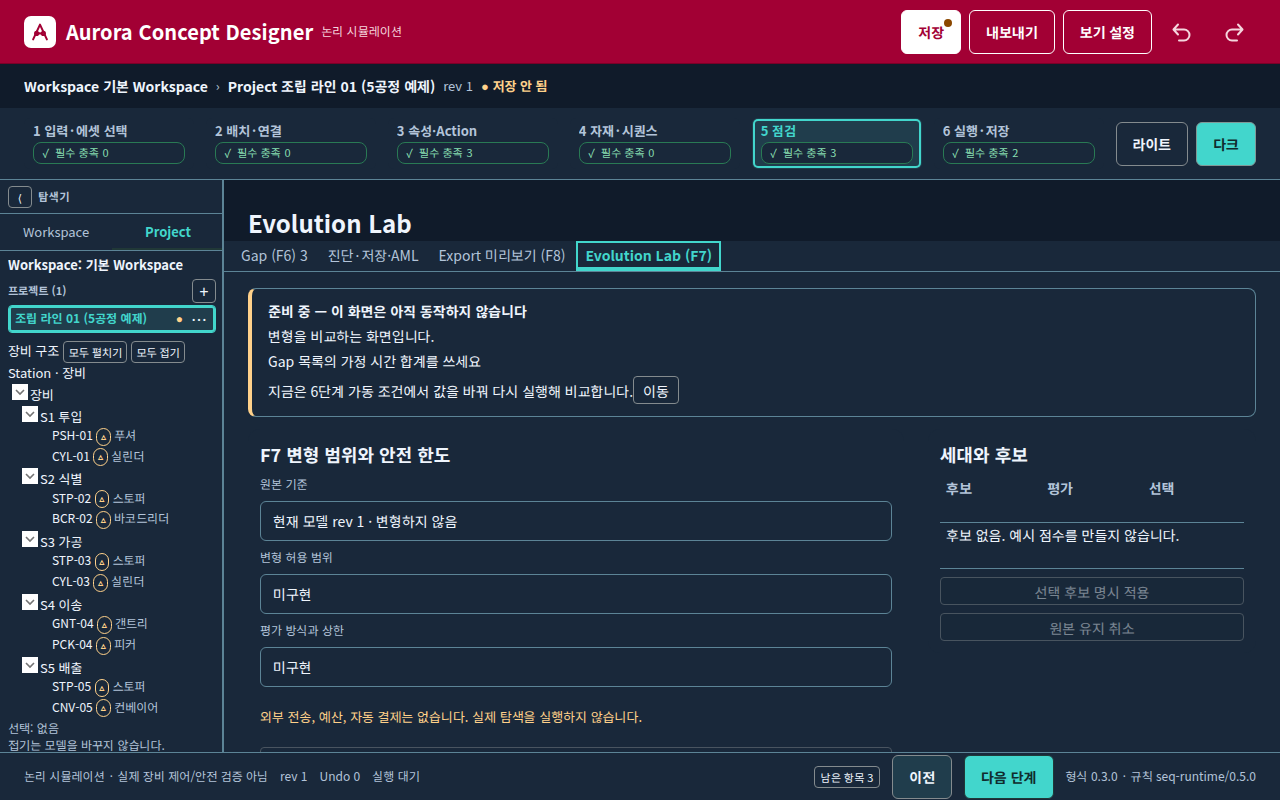 Aurora Concept Designer 논리 시뮬레이션
저장 내보내기 보기 설정
Workspace 기본 Workspace › Project 조립 라인 01 (5공정 예제) rev 1 ● 저장 안 됨
1 입력·에셋 선택
✓ 필수 충족 0
2 배치·연결
✓ 필수 충족 0
3 속성·Action
✓ 필수 충족 3
4 자재·시퀀스
✓ 필수 충족 0
5 점검
✓ 필수 충족 3
6 실행·저장
✓ 필수 충족 2
라이트 다크
⟨ 탐색기
Workspace Project
Workspace: 기본 Workspace
프로젝트 (1) +
조립 라인 01 (5공정 예제) ● ···
장비 구조 모두 펼치기 모두 접기
Station · 장비
장비
S1 투입
PSH-01 푸셔
CYL-01 실린더
S2 식별
STP-02 스토퍼
BCR-02 바코드리더
S3 가공
STP-03 스토퍼
CYL-03 실린더
S4 이송
GNT-04 갠트리
PCK-04 피커
S5 배출
STP-05 스토퍼
CNV-05 컨베이어
선택: 없음
접기는 모델을 바꾸지 않습니다.
Evolution Lab
Gap (F6) 3 진단·저장·AML Export 미리보기 (F8) Evolution Lab (F7)
준비 중 — 이 화면은 아직 동작하지 않습니다
변형을 비교하는 화면입니다.
Gap 목록의 가정 시간 합계를 쓰세요
지금은 6단계 가동 조건에서 값을 바꿔 다시 실행해 비교합니다. 이동
F7 변형 범위와 안전 한도
원본 기준
현재 모델 rev 1 · 변형하지 않음
변형 허용 범위
미구현
평가 방식과 상한
미구현
외부 전송, 예산, 자동 결제는 없습니다. 실제 탐색을 실행하지 않습니다.
세대와 후보
후보 평가 선택
후보 없음. 예시 점수를 만들지 않습니다.
선택 후보 명시 적용
원본 유지 취소
논리 시뮬레이션 · 실제 장비 제어/안전 검증 아님 rev 1 Undo 0 실행 대기
남은 항목 3 이전 다음 단계 형식 0.3.0 · 규칙 seq-runtime/0.5.0